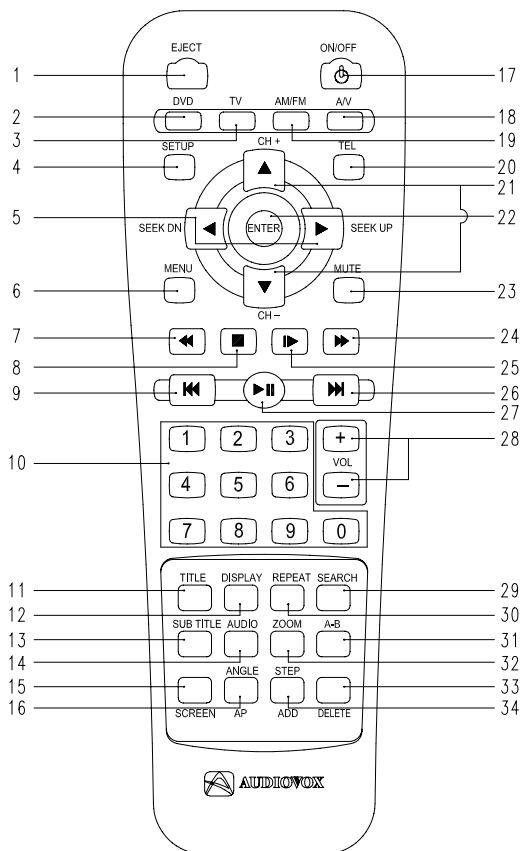 EJECT ON/OFF
1 17
DVD TV AM/FM A/V
2 18
3 19
SETUP CH + TEL
4 20
21
5 SEEK DN ENTER SEEK UP 22
MENU MUTE
6 23
CH –
7 24
8 25
9 26
27
1 2 3 + 28
10 VOL
4 5 6 –
7 8 9 0
TITLE DISPLAY REPEAT SEARCH
11 29
12 30
SUB TITLE AUDIO ZOOM A-B
13 31
14 32
ANGLE STEP
15 33
16 SCREEN AP ADD DELETE 34
AUDIOVOX